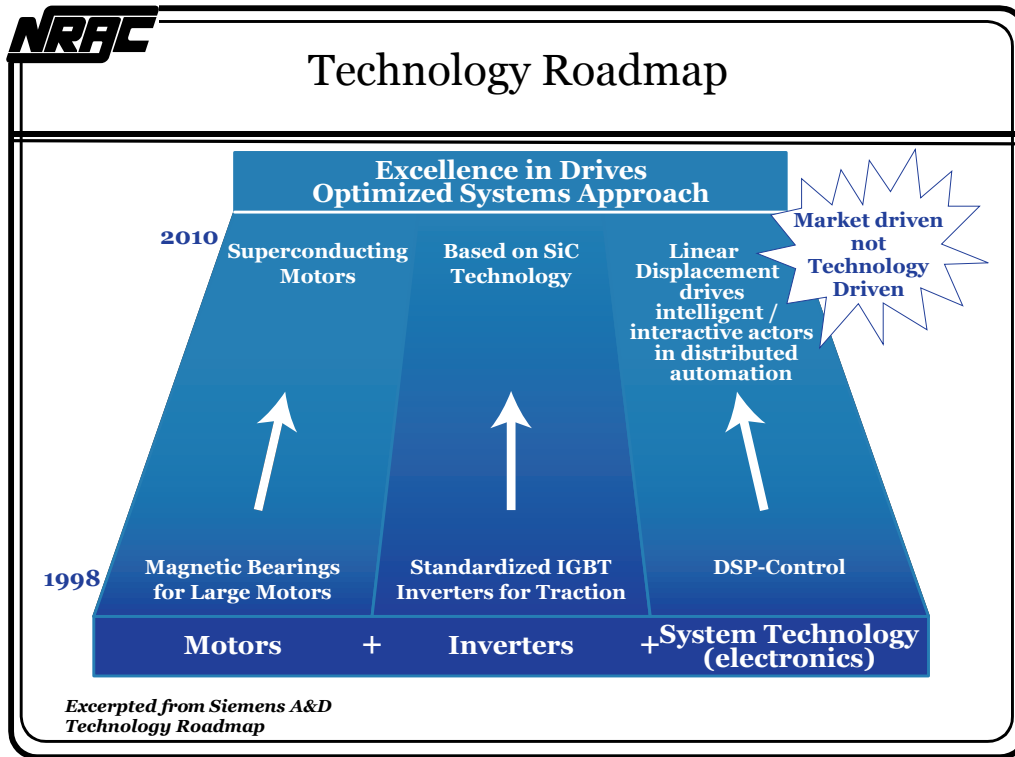 NRAC
Technology Roadmap
Excellence in Drives
Optimized Systems Approach
Market driven
not
Technology
Driven
2010
Superconducting
Motors
Based on SiC
Technology
Linear
Displacement
drives
intelligent /
interactive actors
in distributed
automation
1998
Magnetic Bearings
for Large Motors
Standardized IGBT
Inverters for Traction
DSP-Control
Motors + Inverters + System Technology
(electronics)
Excerpted from Siemens A&D
Technology Roadmap